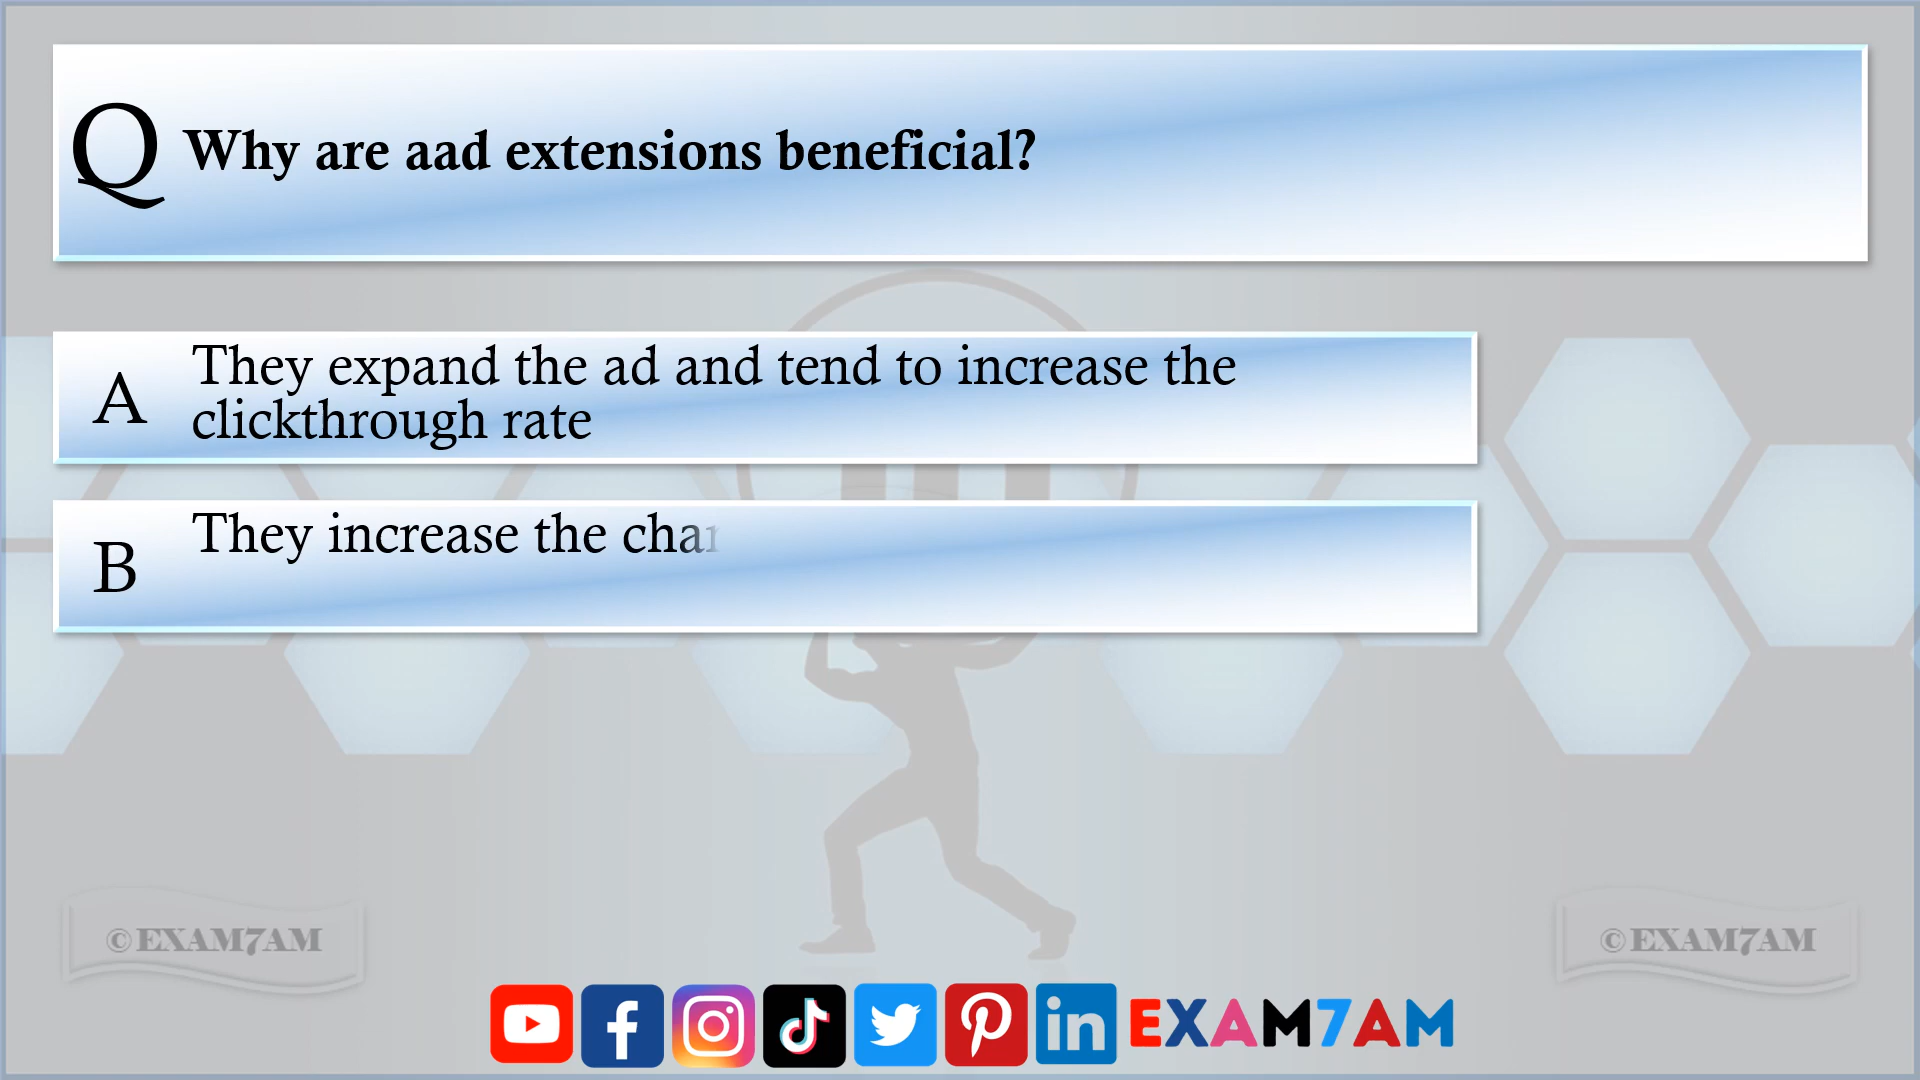 Q Why are aad extensions beneficial?
A They expand the ad and tend to increase the
clickthrough rate
B They increase the
©EXAM7AM ©EXAM7AM
EXAM7AM